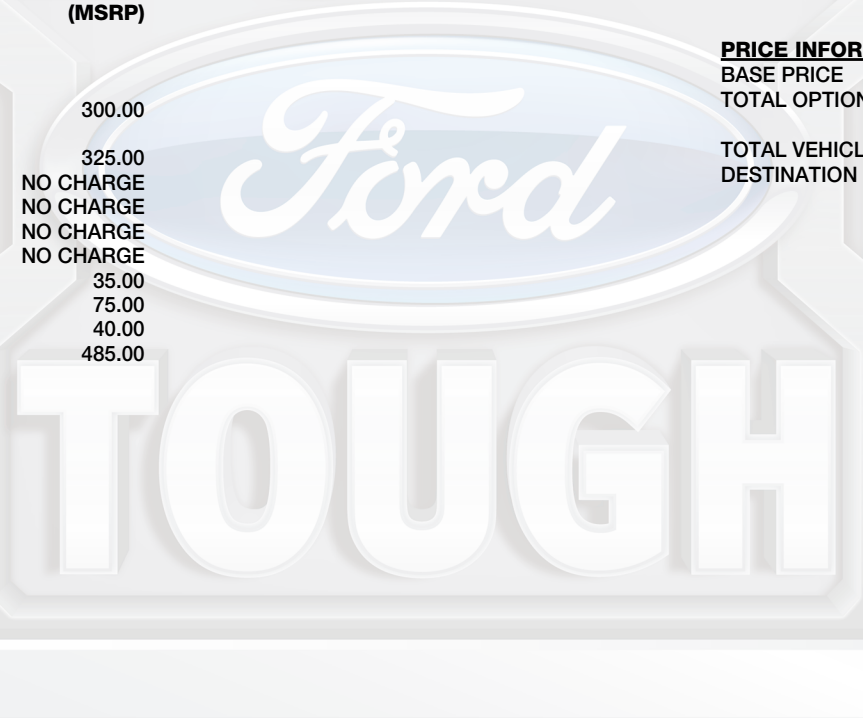 (MSRP)
300.00
325.00
NO CHARGE
NO CHARGE
NO CHARGE
NO CHARGE
35.00
75.00
40.00
485.00
PRICE INFOR
BASE PRICE
TOTAL OPTION
TOTAL VEHICL
DESTINATION
Ford
TOUGH